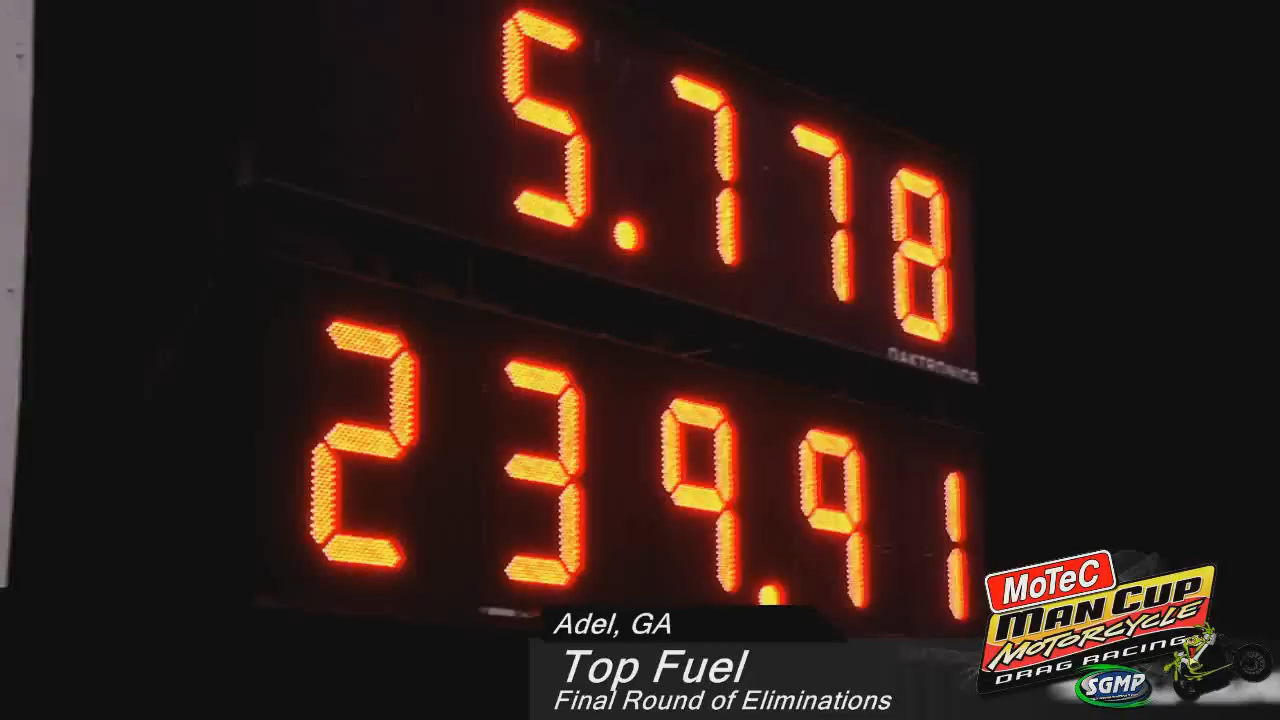 5.778
DAKTRONICS
239.91
Adel, GA
Top Fuel
Final Round of Eliminations
MoTeC
MAN CUP
MOTORCYCLE
DRAG RACING
SGMP